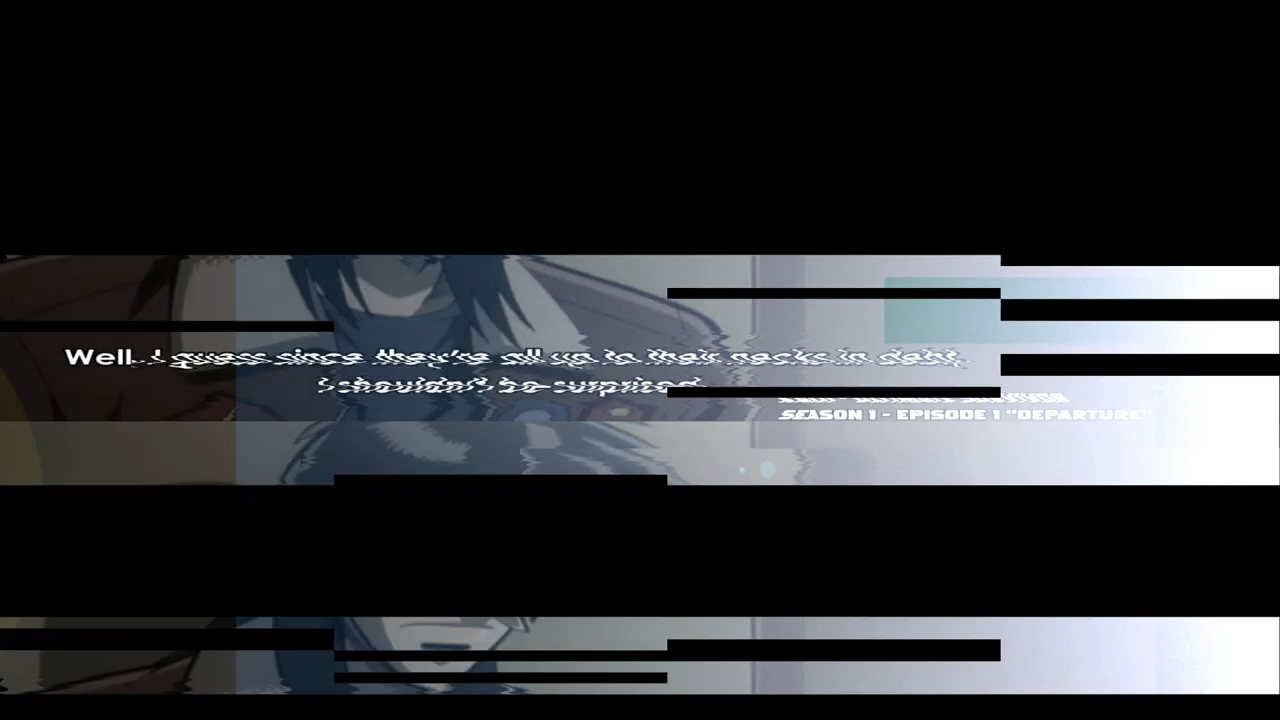 Well. I guess since they're all up to their necks in debt,
I shouldn't be surprised.
SEASON 1 - EPISODE 1 "DEPARTURE"